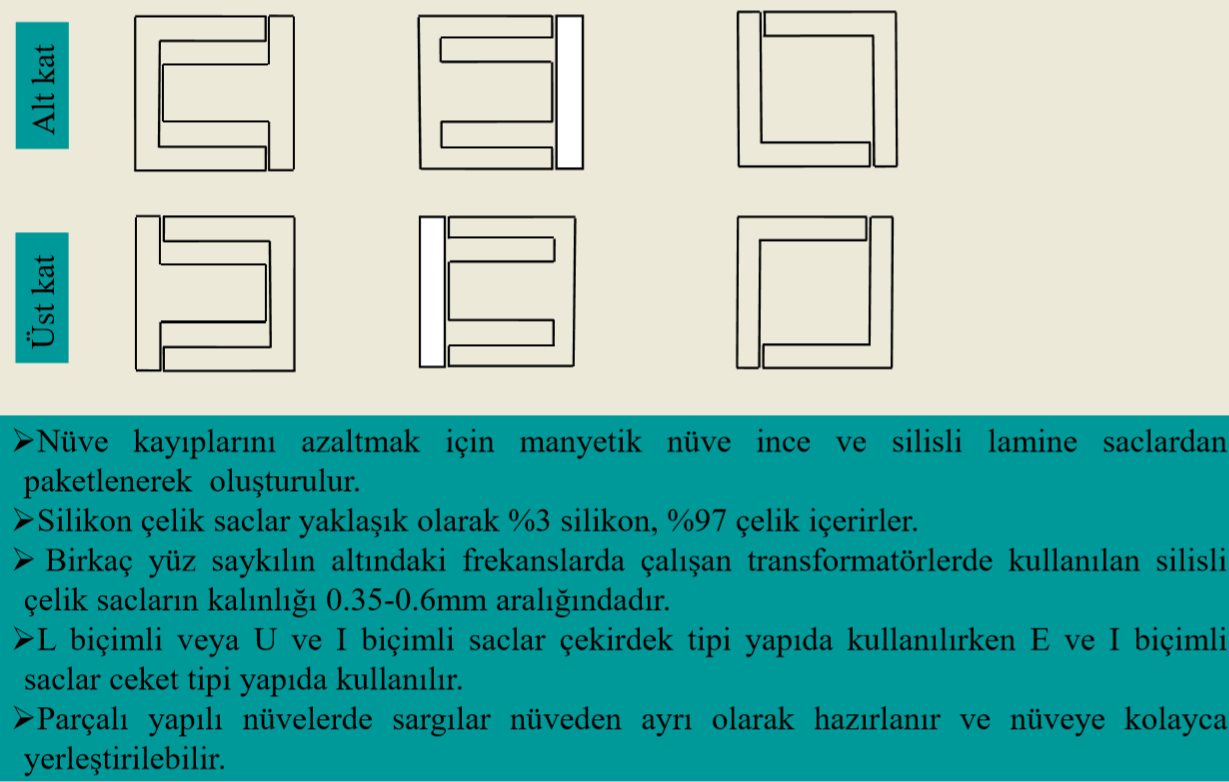 Alt kat
Üst kat
➢Nüve kayıplarını azaltmak için manyetik nüve ince ve silisli lamine saclardan
paketlenerek oluşturulur.
➢Silikon çelik saclar yaklaşık olarak %3 silikon, %97 çelik içerirler.
➢ Birkaç yüz saykılın altındaki frekanslarda çalışan transformatörlerde kullanılan silisli
çelik sacların kalınlığı 0.35-0.6mm aralığındadır.
➢L biçimli veya U ve I biçimli saclar çekirdek tipi yapıda kullanılırken E ve I biçimli
saclar ceket tipi yapıda kullanılır.
➢Parçalı yapılı nüvelerde sargılar nüveden ayrı olarak hazırlanır ve nüveye kolayca
yerleştirilebilir.